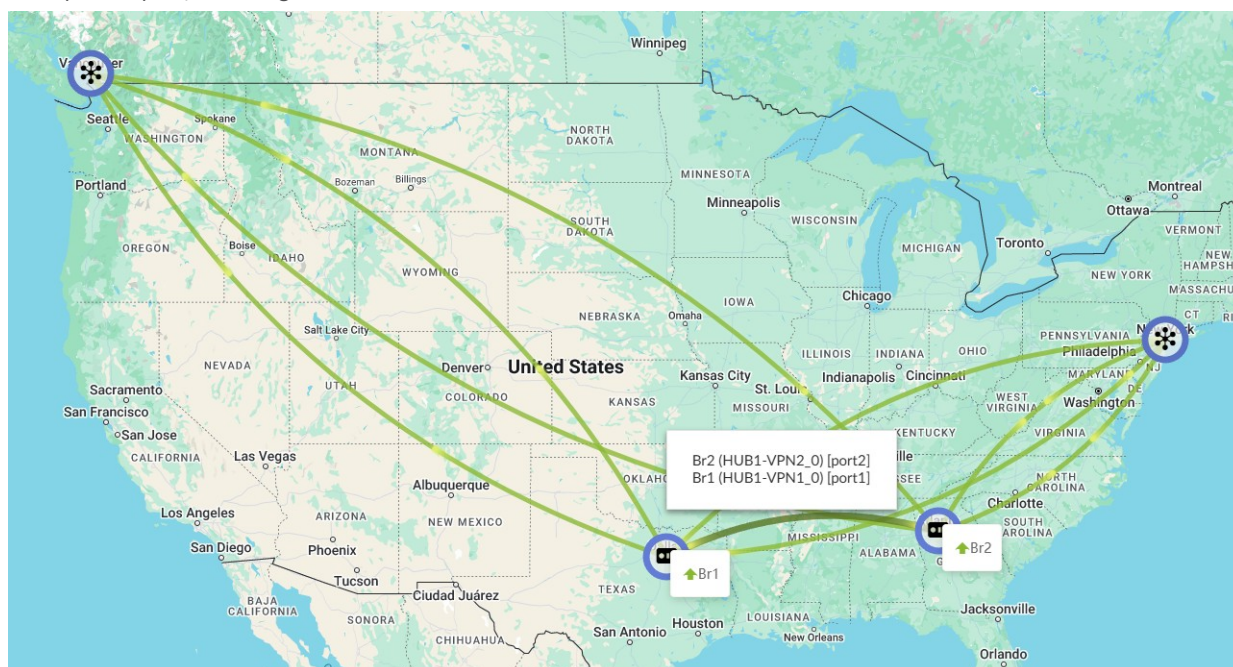 Winnipeg
Seattle
Spokane
WASHINGTON
NORTH
DAKOTA
MONTANA
MINNESOTA
Portland
Bozeman
Billings
Minneapolis
WISCONSIN
Montreal
Ottawa
VERMONT
SOUTH
DAKOTA
OREGON
Boise
IDAHO
MICHIGAN
Toronto
NEW YORK
WYOMING
IOWA
Chicago
CT
NEBRASKA
Omaha
Salt Lake City
PENNSYLVANIA
NEVADA
UTAH
Denver
United States
ILLINOIS
INDIANA
OHIO
Philadelphia
NJ
Indianapolis
Cincinnati
MARYLAND
DE
Sacramento
COLORADO
Kansas City
St. Louis
KANSAS
MISSOURI
WEST
VIRGINIA
Washington
San Francisco
San Jose
KENTUCKY
VIRGINIA
CALIFORNIA
Las Vegas
Br2 (HUB1-VPN2_0) [port2]
Br1 (HUB1-VPN1_0) [port1]
NORTH
CAROLINA
Albuquerque
Charlotte
Los Angeles
ARIZONA
NEW MEXICO
SOUTH
CAROLINA
MISSISSIPPI
ALABAMA
San Diego
Phoenix
Br1
Br2
Tucson
TEXAS
Ciudad Juárez
BAJA
CALIFORNIA
SONORA
Jacksonville
LOUISIANA
Houston
San Antonio
New Orleans
CHIHUAHUA
Orlando